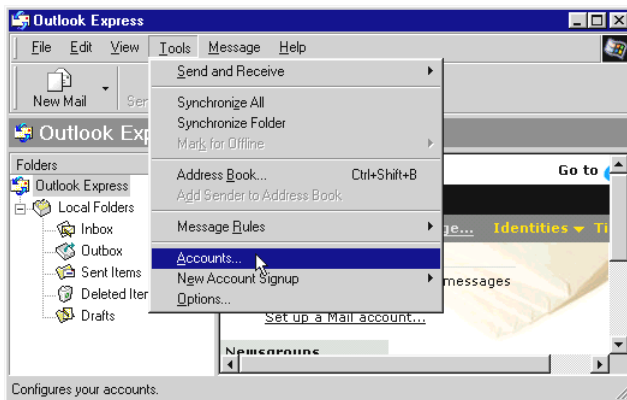 Outlook Express
File Edit View Tools Message Help
New Mail Sen
Outlook Exp
Send and Receive
Synchronize All
Synchronize Folder
Mark for Offline
Address Book... Ctrl+Shift+B
Add Sender to Address Book
Message Rules
Accounts...
New Account Signup
Options...
Folders
Outlook Express
Local Folders
Inbox
Outbox
Sent Items
Deleted Iter
Drafts
Go to
ge... Identities Ti
messages
Set up a Mail account...
Newsgroups
Configures your accounts.